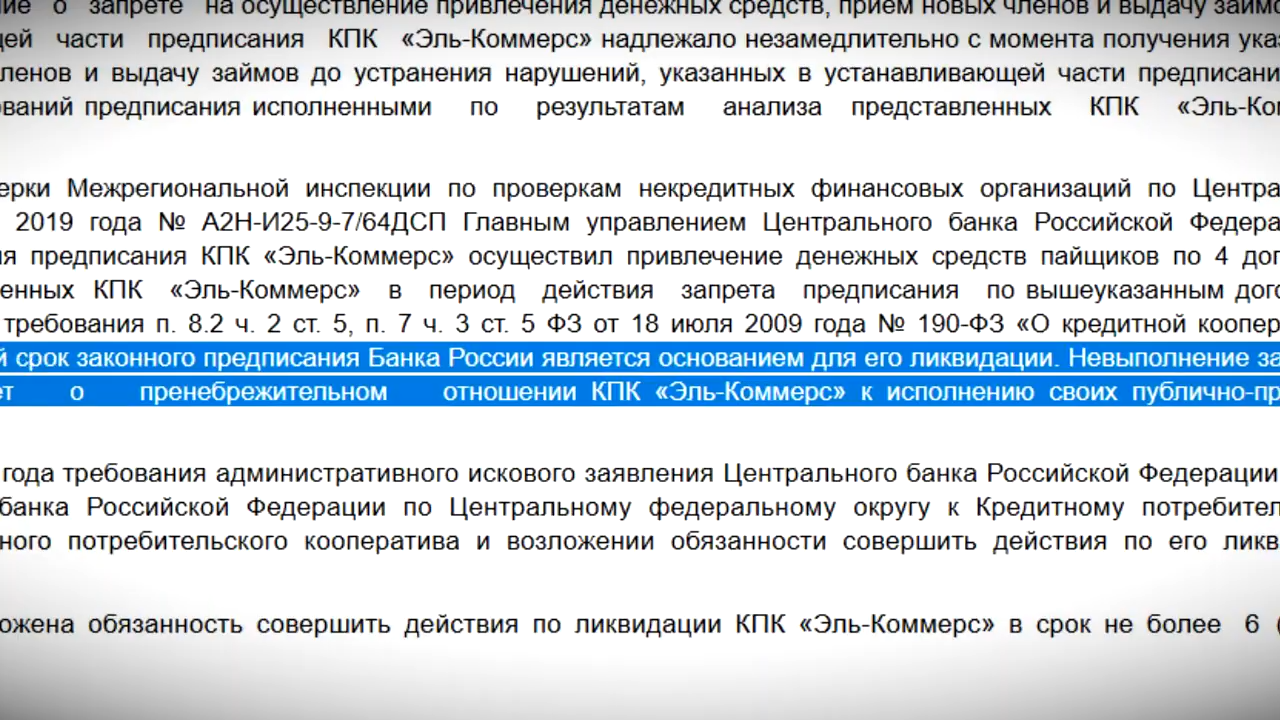 ние о запрете на осуществление привлечения денежных средств, прием новых членов и выдачу займо
щей части предписания КПК «Эль-Коммерс» надлежало незамедлительно с момента получения ука
ленов и выдачу займов до устранения нарушений, указанных в устанавливающей части предписани
ований предписания исполненными по результатам анализа представленных КПК «Эль-Ко
ерки Межрегиональной инспекции по проверкам некредитных финансовых организаций по Центра
2019 года № А2Н-И25-9-7/64ДСП Главным управлением Центрального банка Российской Федера
ия предписания КПК «Эль-Коммерс» осуществил привлечение денежных средств пайщиков по 4 дог
енных КПК «Эль-Коммерс» в период действия запрета предписания по вышеуказанным дого
требования п. 8.2 ч. 2 ст. 5, п. 7 ч. 3 ст. 5 ФЗ от 18 июля 2009 года № 190-ФЗ «О кредитной коопер
й срок законного предписания Банка России является основанием для его ликвидации. Невыполнение за
ет о пренебрежительном отношении КПК «Эль-Коммерс» к исполнению своих публично-пр
года требования административного искового заявления Центрального банка Российской Федерации
банка Российской Федерации по Центральному федеральному округу к Кредитному потребител
ного потребительского кооператива и возложении обязанности совершить действия по его ликв
ожена обязанность совершить действия по ликвидации КПК «Эль-Коммерс» в срок не более 6 (